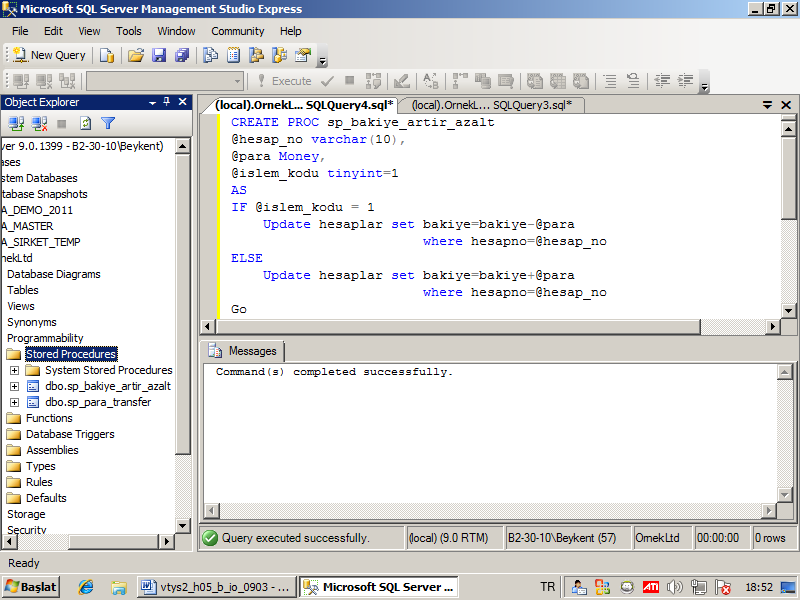 Microsoft SQL Server Management Studio Express
File Edit View Tools Window Community Help
New Query
Execute
Object Explorer
(local).OrnekL... SQLQuery4.sql* (local).OrnekL... SQLQuery3.sql*
ver 9.0.1399 - B2-30-10\Beykent)
ases
stem Databases
tabase Snapshots
A_DEMO_2011
A_MASTER
A_SIRKET_TEMP
nekLtd
Database Diagrams
Tables
Views
Synonyms
Programmability
Stored Procedures
System Stored Procedures
dbo.sp_bakiye_artir_azalt
dbo.sp_para_transfer
Functions
Database Triggers
Assemblies
Types
Rules
Defaults
Storage
Security
CREATE PROC sp_bakiye_artir_azalt
@hesap_no varchar(10),
@para Money,
@islem_kodu tinyint=1
AS
IF @islem_kodu = 1
Update hesaplar set bakiye=bakiye-@para
where hesapno=@hesap_no
ELSE
Update hesaplar set bakiye=bakiye+@para
where hesapno=@hesap_no
Go
Messages
Command(s) completed successfully.
Query executed successfully. (local) (9.0 RTM) B2-30-10\Beykent (57) OrnekLtd 00:00:00 0 rows
Ready
Başlat vtys2_h05_b_io_0903 - ... Microsoft SQL Server ... TR ATI 18:52